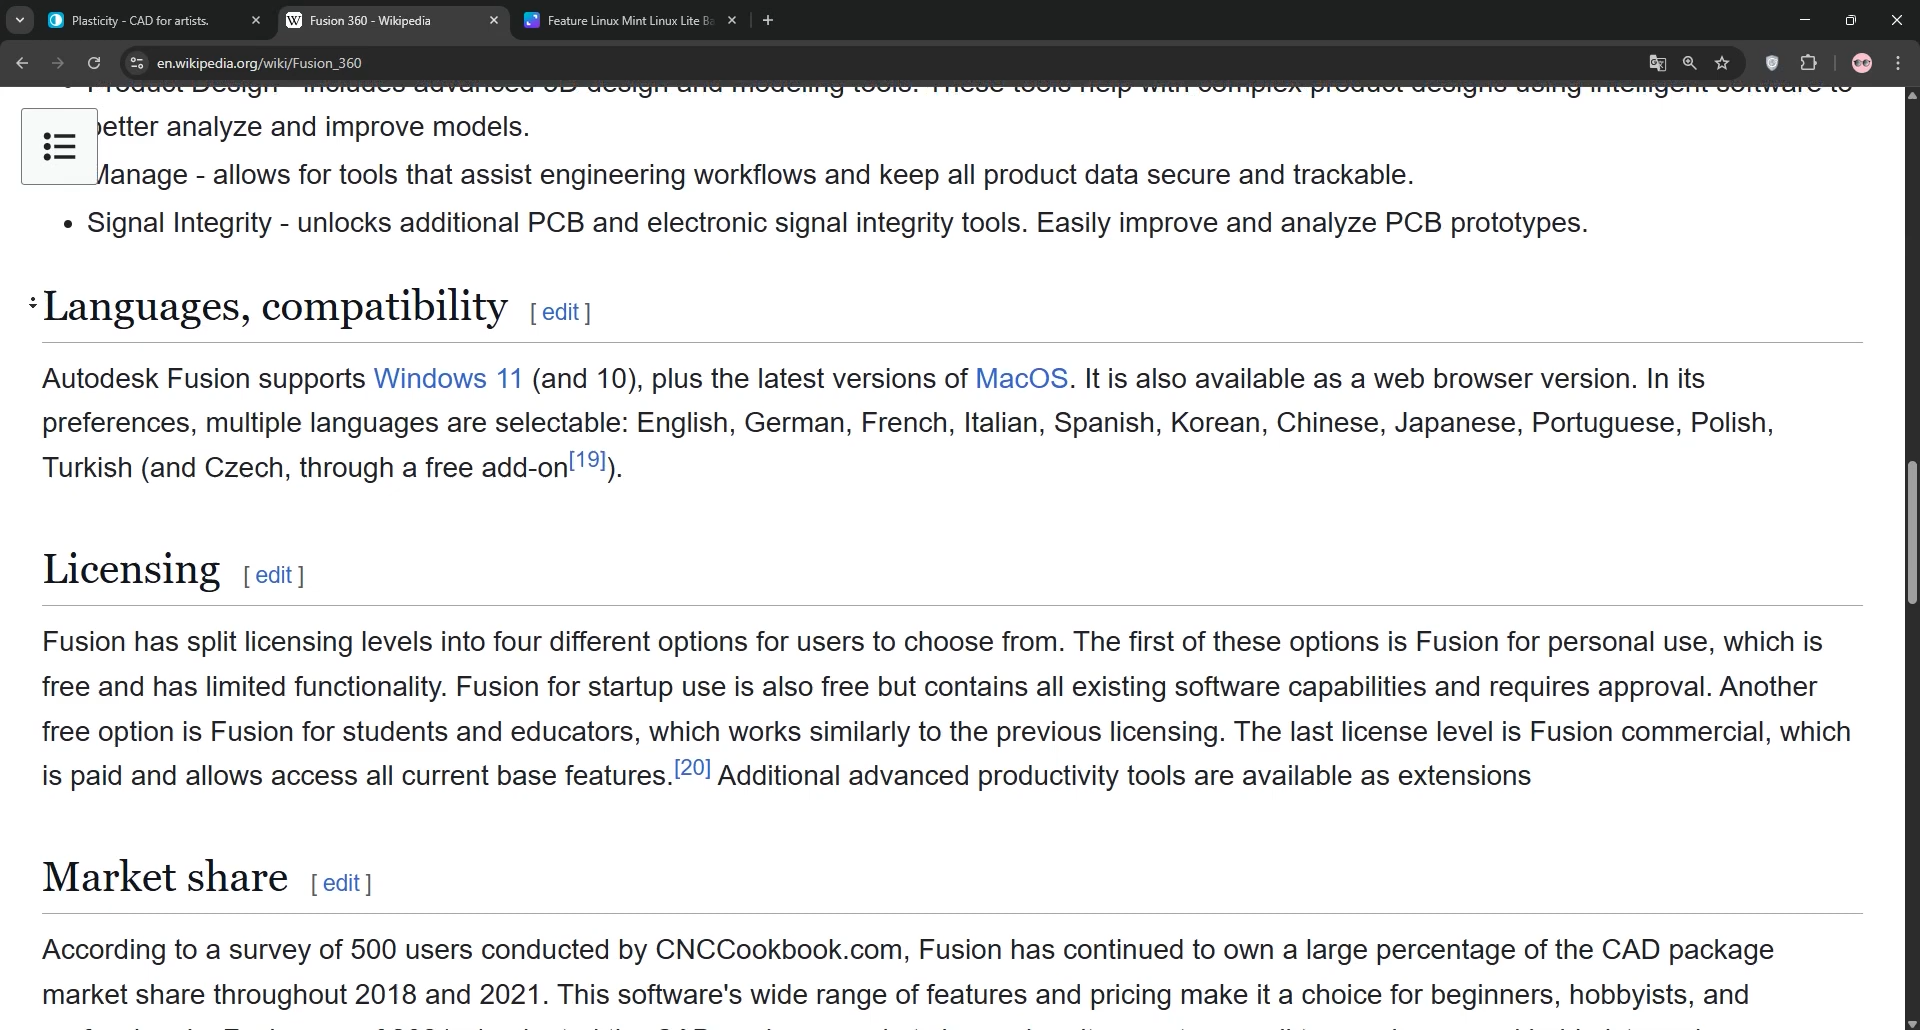 Plasticity - CAD for artists.
Fusion 360 - Wikipedia
Feature Linux Mint Linux Lite Ba
en.wikipedia.org/wiki/Fusion_360
Product Design - includes advanced 3D design and modeling tools. These tools help with complex product designs using intelligent software to
better analyze and improve models.
Manage - allows for tools that assist engineering workflows and keep all product data secure and trackable.
• Signal Integrity - unlocks additional PCB and electronic signal integrity tools. Easily improve and analyze PCB prototypes.
Languages, compatibility [ edit ]
Autodesk Fusion supports Windows 11 (and 10), plus the latest versions of MacOS. It is also available as a web browser version. In its
preferences, multiple languages are selectable: English, German, French, Italian, Spanish, Korean, Chinese, Japanese, Portuguese, Polish,
Turkish (and Czech, through a free add-on[19]).
Licensing [ edit ]
Fusion has split licensing levels into four different options for users to choose from. The first of these options is Fusion for personal use, which is
free and has limited functionality. Fusion for startup use is also free but contains all existing software capabilities and requires approval. Another
free option is Fusion for students and educators, which works similarly to the previous licensing. The last license level is Fusion commercial, which
is paid and allows access all current base features.[20] Additional advanced productivity tools are available as extensions
Market share [ edit ]
According to a survey of 500 users conducted by CNCCookbook.com, Fusion has continued to own a large percentage of the CAD package
market share throughout 2018 and 2021. This software's wide range of features and pricing make it a choice for beginners, hobbyists, and